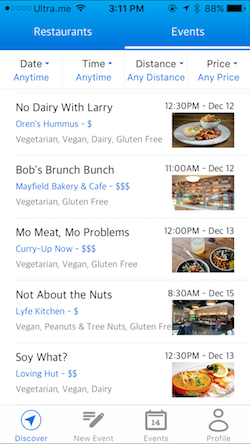 Ultra.me 3:11 PM 88%
Restaurants Events
Date Time Distance Price
Anytime Anytime Any Distance Any Price
No Dairy With Larry 12:30PM - Dec 12
Oren's Hummus - $
Vegetarian, Vegan, Dairy, Gluten Free
Bob's Brunch Bunch 11:00AM - Dec 12
Mayfield Bakery & Cafe - $$$
Vegetarian, Gluten Free
Mo Meat, Mo Problems 12:00PM - Dec 13
Curry-Up Now - $$$
Vegetarian, Vegan, Dairy, Gluten Free
Not About the Nuts 8:30AM - Dec 15
Lyfe Kitchen - $
Vegan, Peanuts & Tree Nuts, Gluten Fre
Soy What? 12:30PM - Dec 13
Loving Hut - $$
Vegetarian, Vegan, Dairy
14
Discover New Event Events Profile